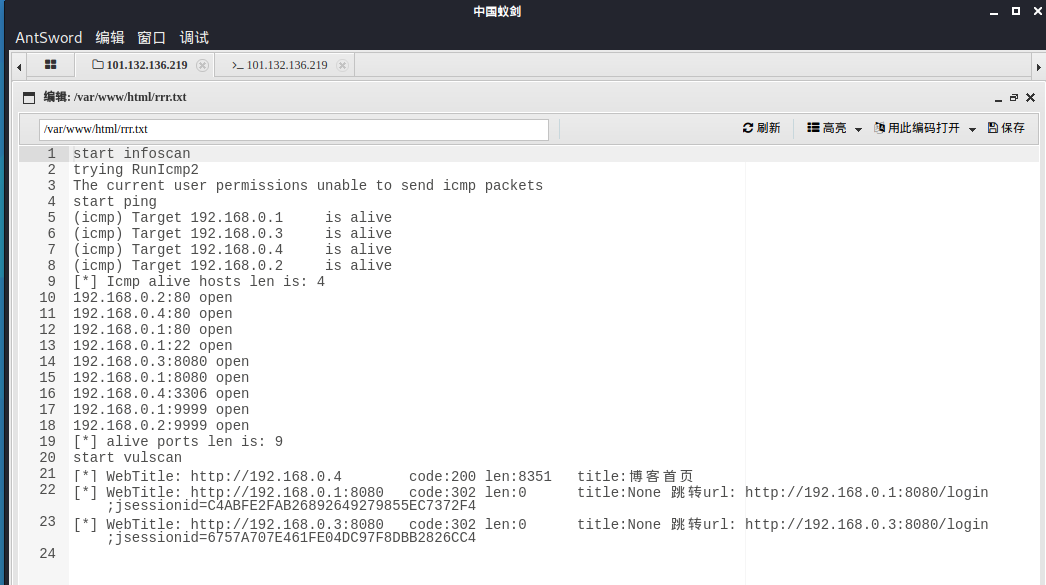 中国蚁剑
AntSword 编辑 窗口 调试
101.132.136.219 101.132.136.219
编辑: /var/www/html/rrr.txt
/var/www/html/rrr.txt 刷新 高亮 用此编码打开 保存
1 start infoscan
2 trying RunIcmp2
3 The current user permissions unable to send icmp packets
4 start ping
5 (icmp) Target 192.168.0.1     is alive
6 (icmp) Target 192.168.0.3     is alive
7 (icmp) Target 192.168.0.4     is alive
8 (icmp) Target 192.168.0.2     is alive
9 [*] Icmp alive hosts len is: 4
10 192.168.0.2:80 open
11 192.168.0.4:80 open
12 192.168.0.1:80 open
13 192.168.0.1:22 open
14 192.168.0.3:8080 open
15 192.168.0.1:8080 open
16 192.168.0.4:3306 open
17 192.168.0.1:9999 open
18 192.168.0.2:9999 open
19 [*] alive ports len is: 9
20 start vulscan
21 [*] WebTitle: http://192.168.0.4        code:200 len:8351   title:博客首页
22 [*] WebTitle: http://192.168.0.1:8080   code:302 len:0      title:None 跳转url: http://192.168.0.1:8080/login
;jsessionid=C4ABFE2FAB26892649279855EC7372F4
23 [*] WebTitle: http://192.168.0.3:8080   code:302 len:0      title:None 跳转url: http://192.168.0.3:8080/login
;jsessionid=6757A707E461FE04DC97F8DBB2826CC4
24